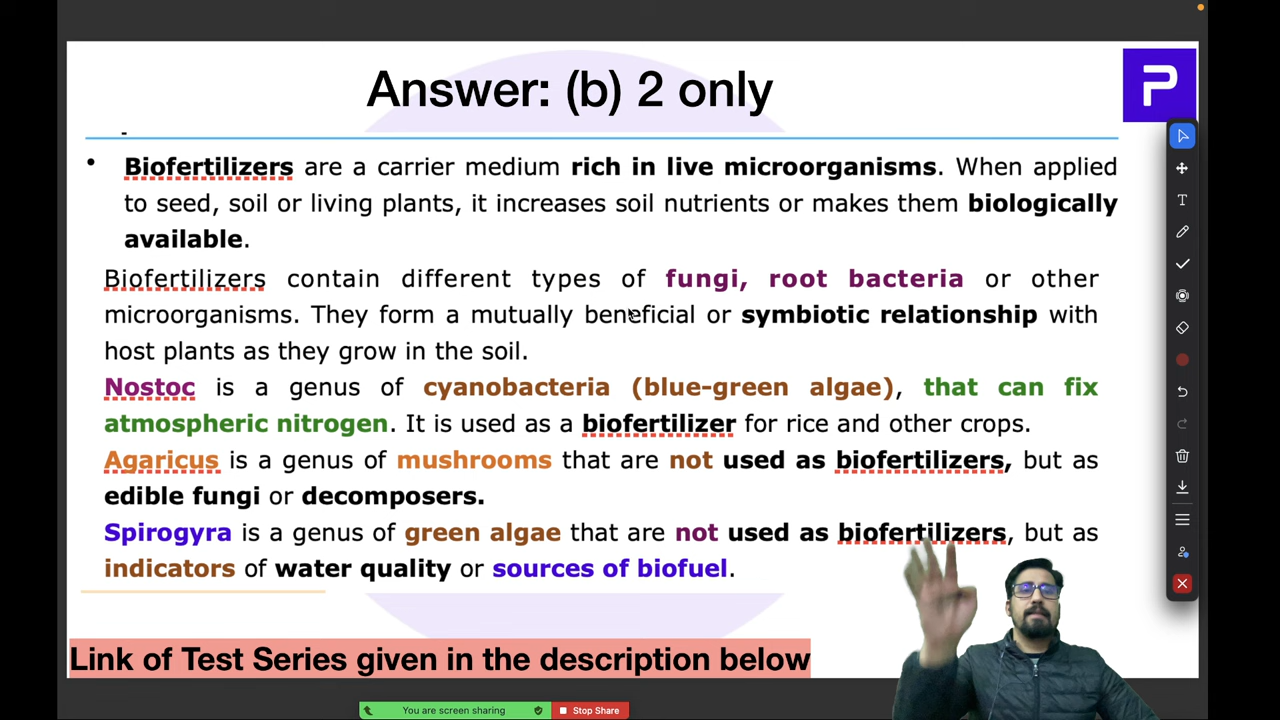 Answer: (b) 2 only
• Biofertilizers are a carrier medium rich in live microorganisms. When applied
to seed, soil or living plants, it increases soil nutrients or makes them biologically
available.
Biofertilizers contain different types of fungi, root bacteria or other
microorganisms. They form a mutually beneficial or symbiotic relationship with
host plants as they grow in the soil.
Nostoc is a genus of cyanobacteria (blue-green algae), that can fix
atmospheric nitrogen. It is used as a biofertilizer for rice and other crops.
Agaricus is a genus of mushrooms that are not used as biofertilizers, but as
edible fungi or decomposers.
Spirogyra is a genus of green algae that are not used as biofertilizers, but as
indicators of water quality or sources of biofuel.
Link of Test Series given in the description below
You are screen sharing Stop Share